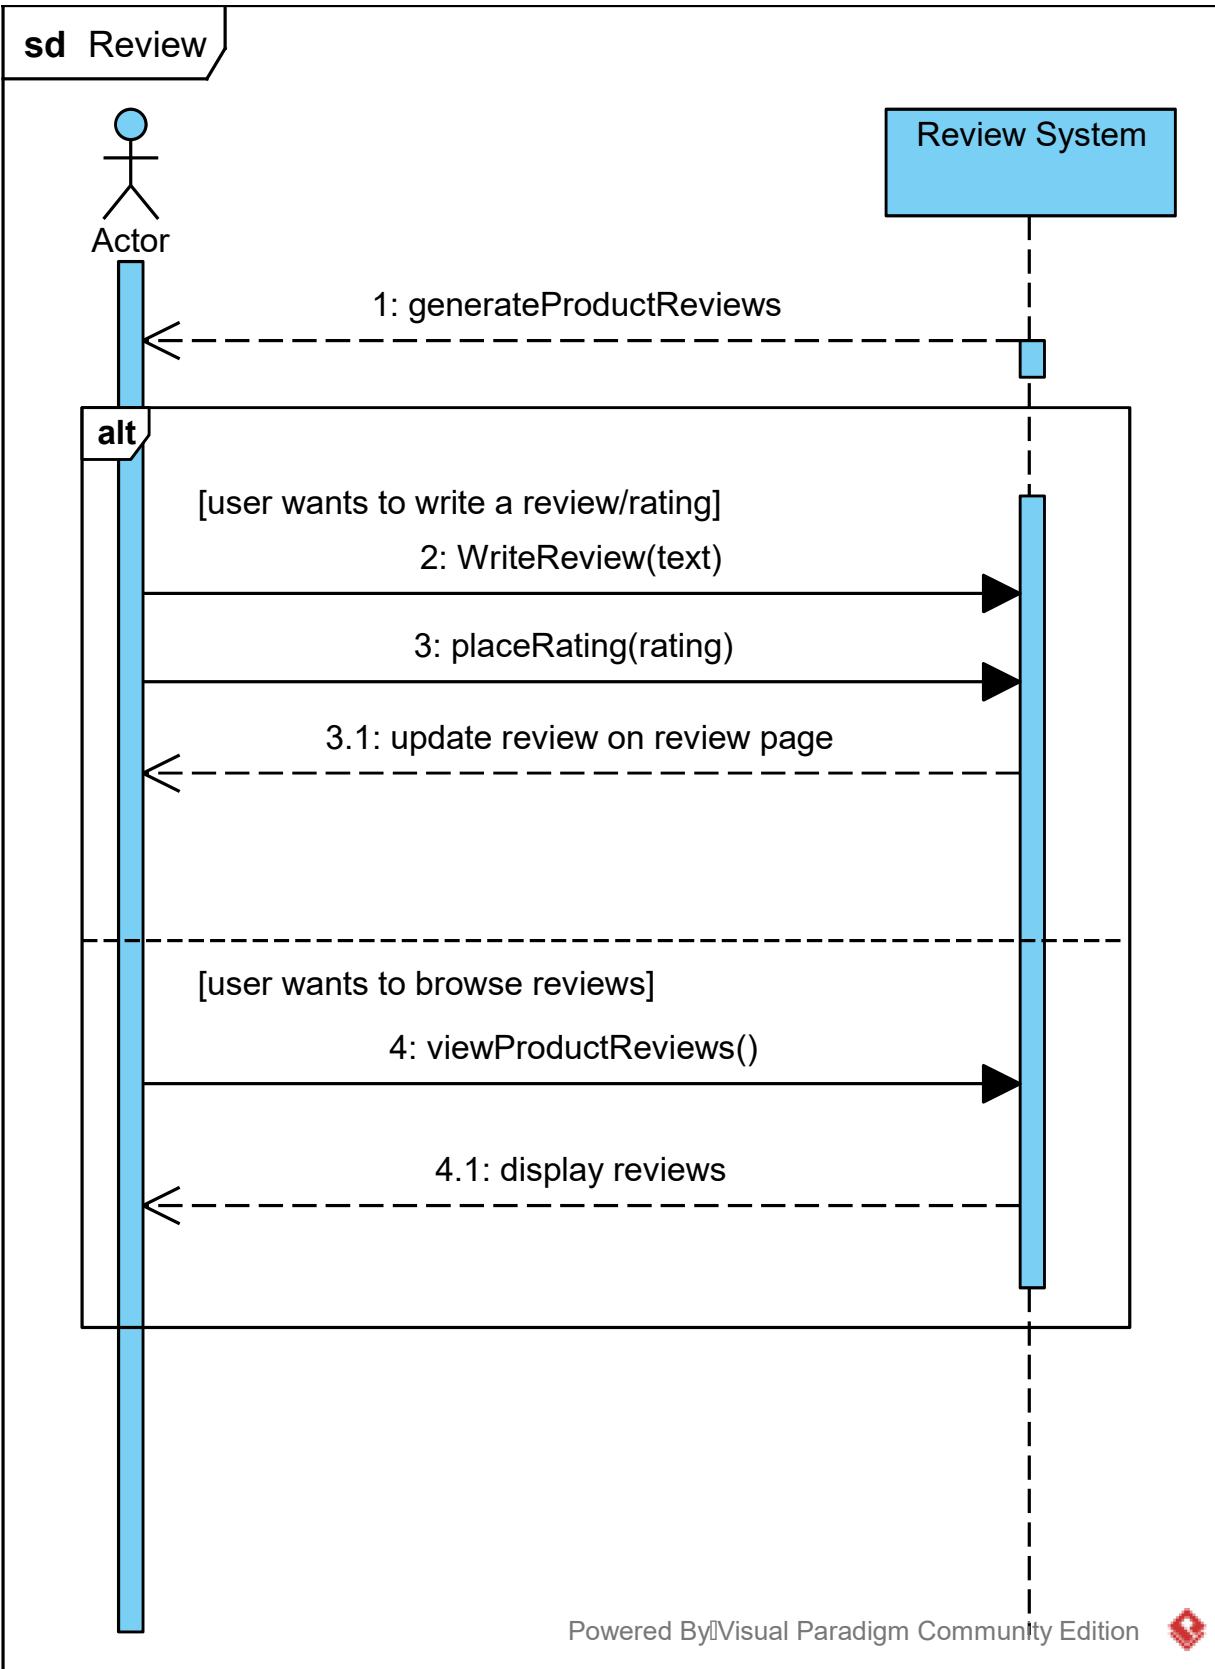 sd Review
Review System
Actor
1: generateProductReviews
alt
[user wants to write a review/rating]
2: WriteReview(text)
3: placeRating(rating)
3.1: update review on review page
[user wants to browse reviews]
4: viewProductReviews()
4.1: display reviews
Powered By Visual Paradigm Community Edition